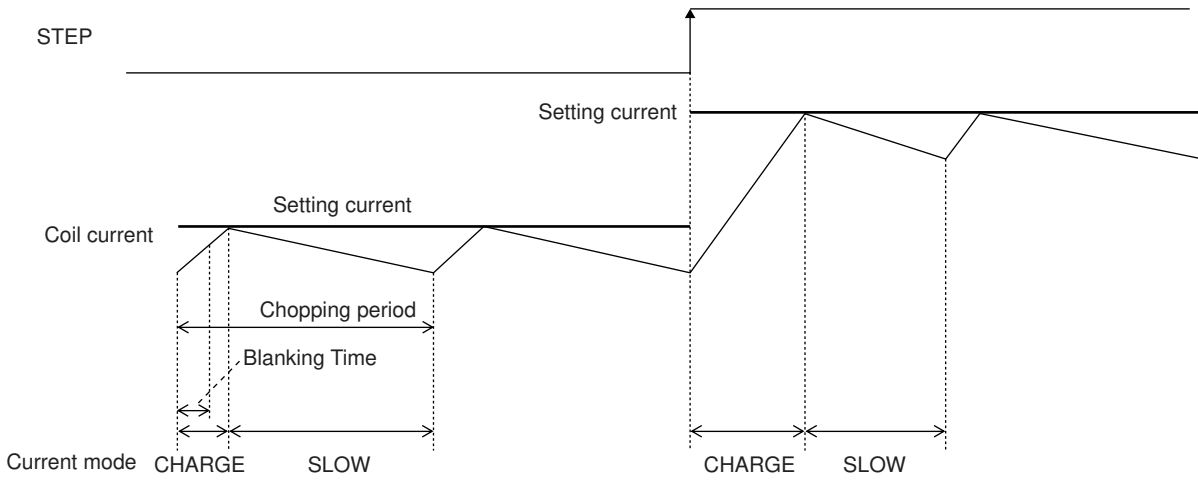 STEP
Setting current
Setting current
Coil current
Chopping period
Blanking Time
Current mode CHARGE SLOW CHARGE SLOW